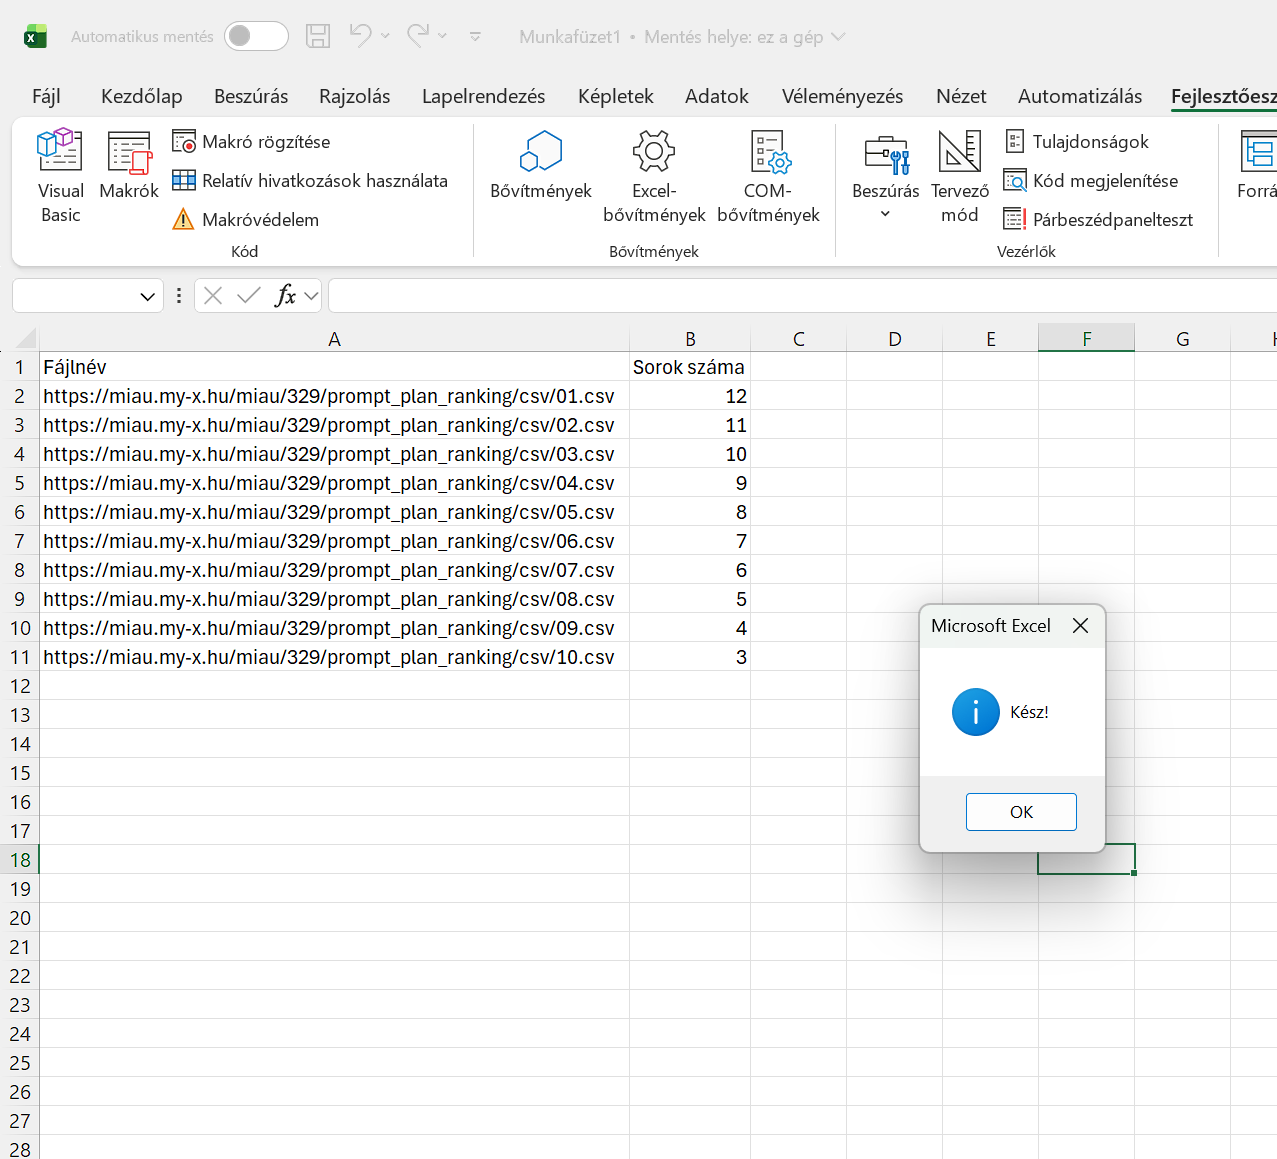 Automatikus mentés
Munkafüzet1 • Mentés helye: ez a gép
Fájl Kezdőlap Beszúrás Rajzolás Lapelrendezés Képletek Adatok Véleményezés Nézet Automatizálás Fejlesztőesz
Visual Basic
Makrók
Makró rögzítése
Relatív hivatkozások használata
Makróvédelem
Kód
Bővítmények
Excel-bővítmények
COM-bővítmények
Bővítmények
Beszúrás
Tervező mód
Tulajdonságok
Kód megjelenítése
Párbeszédpanelteszt
Vezérlők
Forrá
fx
A B C D E F G H
1 Fájlnév Sorok száma
2 https://miau.my-x.hu/miau/329/prompt_plan_ranking/csv/01.csv 12
3 https://miau.my-x.hu/miau/329/prompt_plan_ranking/csv/02.csv 11
4 https://miau.my-x.hu/miau/329/prompt_plan_ranking/csv/03.csv 10
5 https://miau.my-x.hu/miau/329/prompt_plan_ranking/csv/04.csv 9
6 https://miau.my-x.hu/miau/329/prompt_plan_ranking/csv/05.csv 8
7 https://miau.my-x.hu/miau/329/prompt_plan_ranking/csv/06.csv 7
8 https://miau.my-x.hu/miau/329/prompt_plan_ranking/csv/07.csv 6
9 https://miau.my-x.hu/miau/329/prompt_plan_ranking/csv/08.csv 5
10 https://miau.my-x.hu/miau/329/prompt_plan_ranking/csv/09.csv 4
11 https://miau.my-x.hu/miau/329/prompt_plan_ranking/csv/10.csv 3
12
13
14
15
16
17
18
19
20
21
22
23
24
25
26
27
28
Microsoft Excel
Kész!
OK